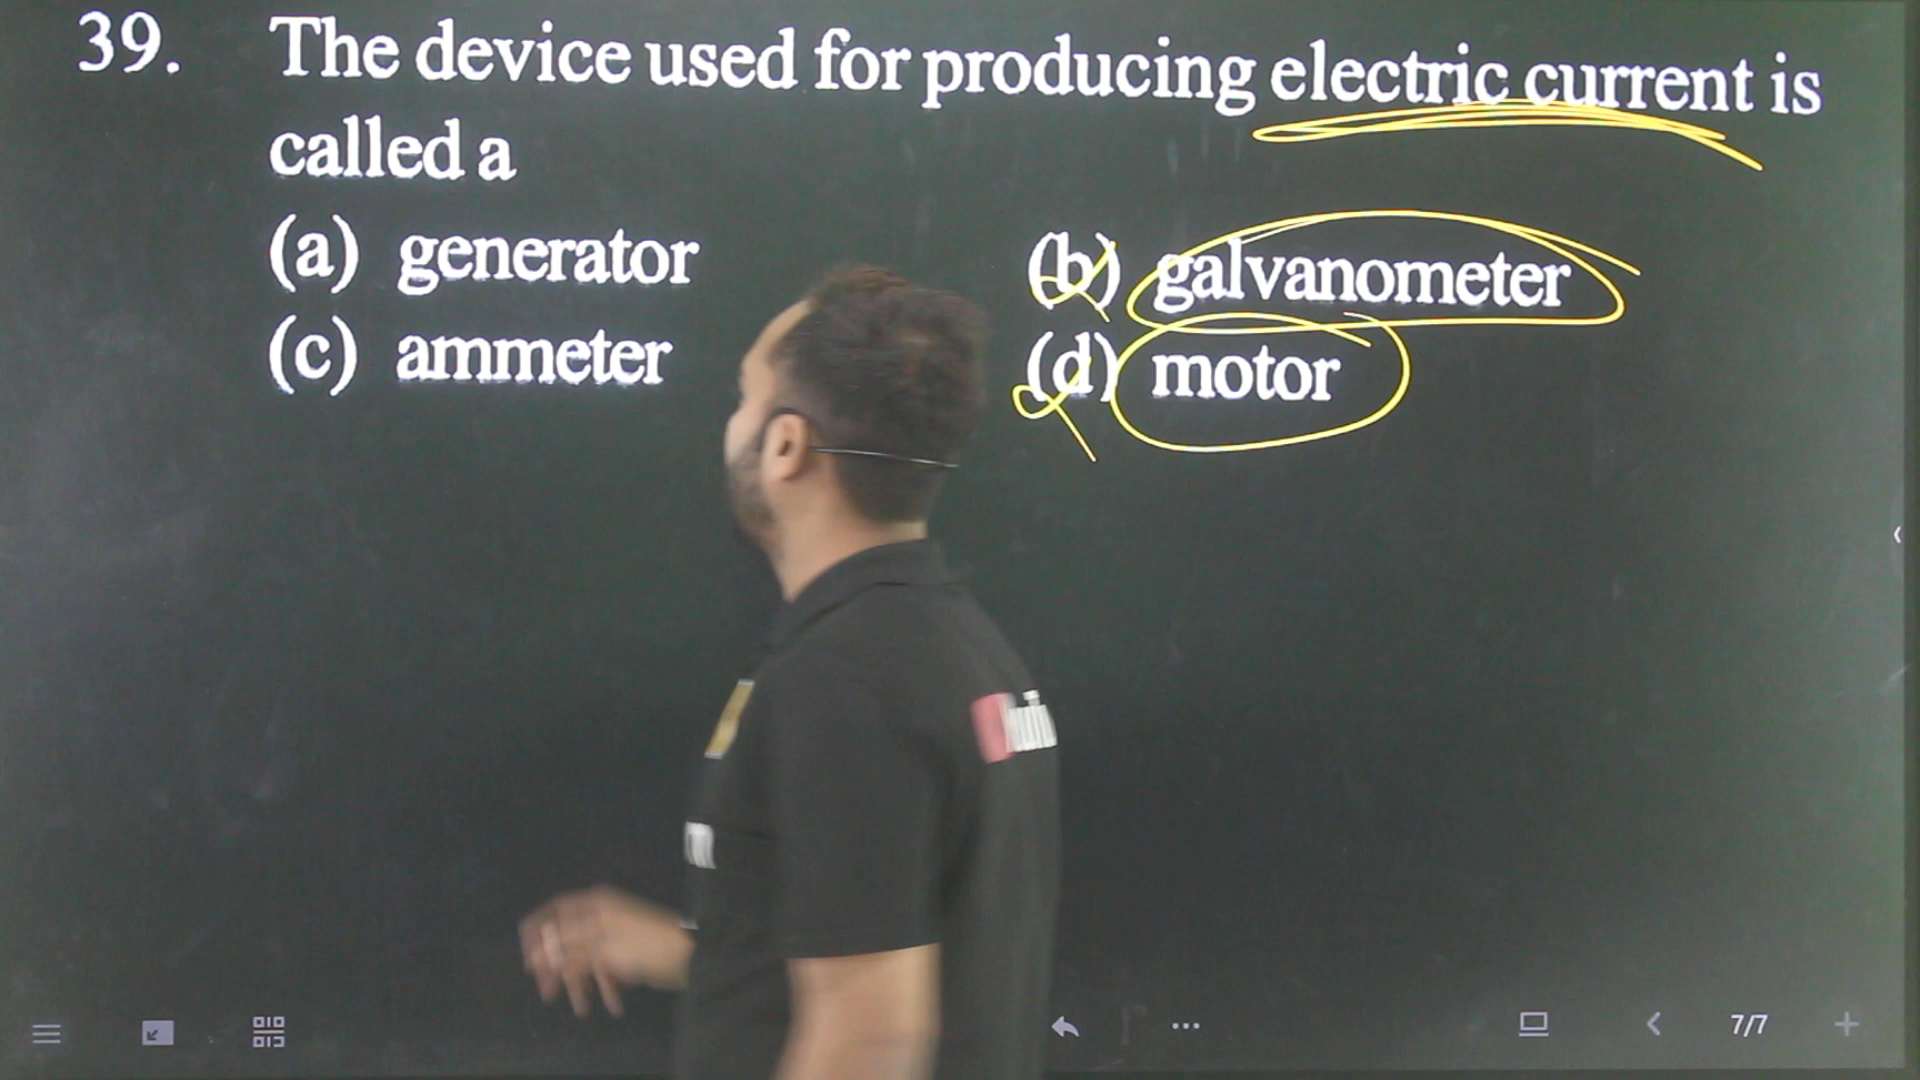 39. The device used for producing electric current is
called a
(a) generator (b) galvanometer
(c) ammeter (d) motor
7/7